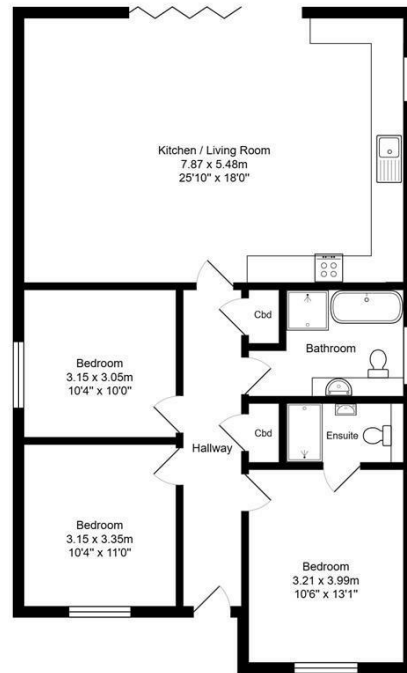 Kitchen / Living Room
7.87 x 5.48m
25'10" x 18'0"
Cbd
Bedroom
3.15 x 3.05m
10'4" x 10'0"
Bathroom
Cbd
Ensuite
Hallway
Bedroom
3.15 x 3.35m
10'4" x 11'0"
Bedroom
3.21 x 3.99m
10'6" x 13'1"